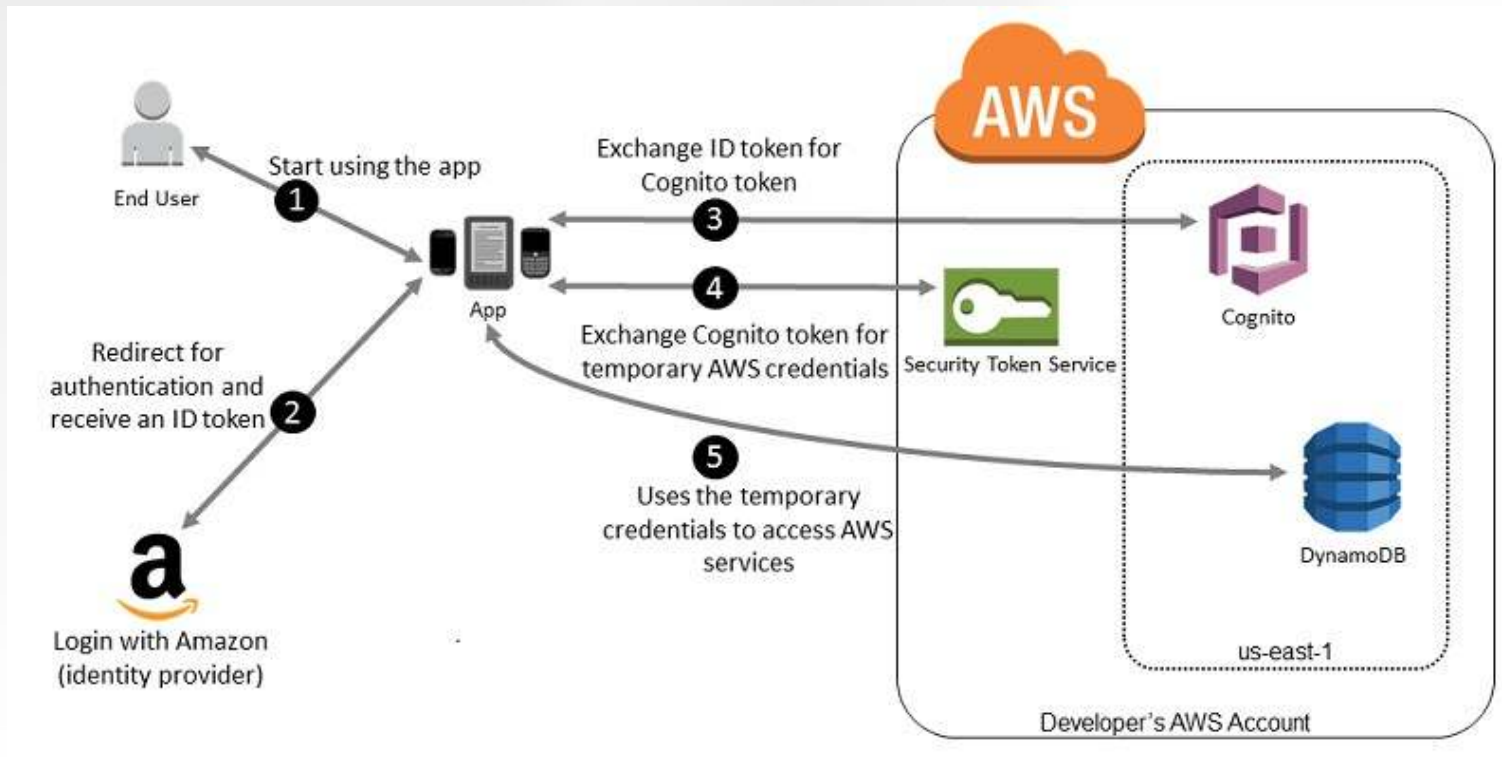 AWS
End User
Start using the app
1
Exchange ID token for
Cognito token
3
4
App
Exchange Cognito token for
temporary AWS credentials
Security Token Service
Cognito
Redirect for
authentication and
receive an ID token
2
5
Uses the temporary
credentials to access AWS
services
DynamoDB
a
Login with Amazon
(identity provider)
us-east-1
Developer's AWS Account